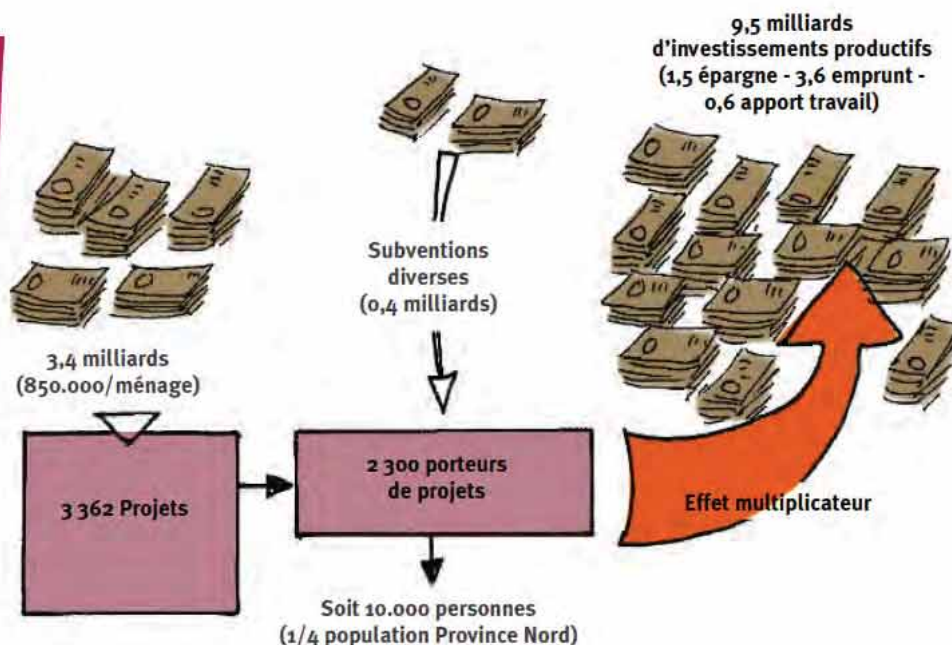 9,5 milliards
d'investissements productifs
(1,5 épargne - 3,6 emprunt -
0,6 apport travail)
Subventions
diverses
(0,4 milliards)
3,4 milliards
(850.000/ménage)
3 362 Projets
2 300 porteurs
de projets
Effet multiplicateur
Soit 10.000 personnes
(1/4 population Province Nord)